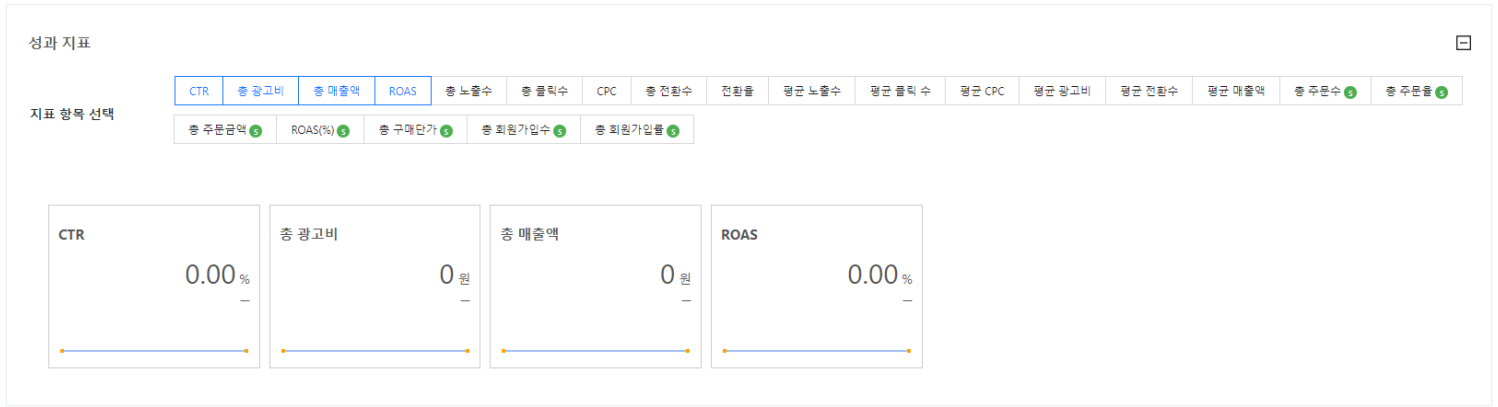 성과 지표
지표 항목 선택
CTR 총 광고비 총 매출액 ROAS 총 노출수 총 클릭수 CPC 총 전환수 전환율 평균 노출수 평균 클릭 수 평균 CPC 평균 광고비 평균 전환수 평균 매출액 총 주문수 S 총 주문율 S
총 주문금액 S ROAS(%) S 총 구매단가 S 총 회원가입수 S 총 회원가입률 S
CTR 총 광고비 총 매출액 ROAS
0.00 % 0 원 0 원 0.00 %
– – – –